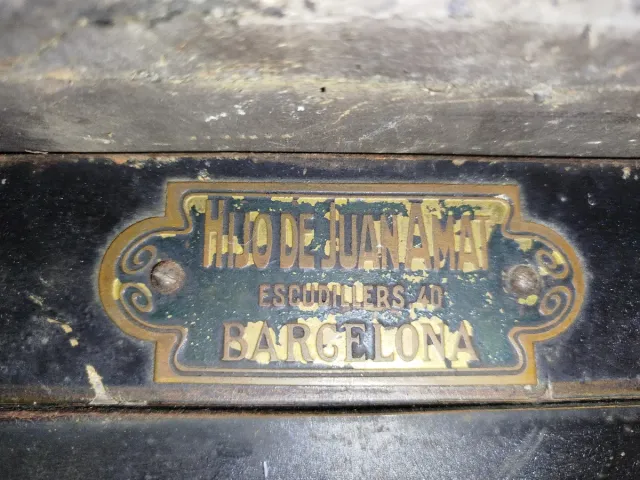 HIJO DE JUAN AMAT
ESCUDILLERS 40
BARCELONA